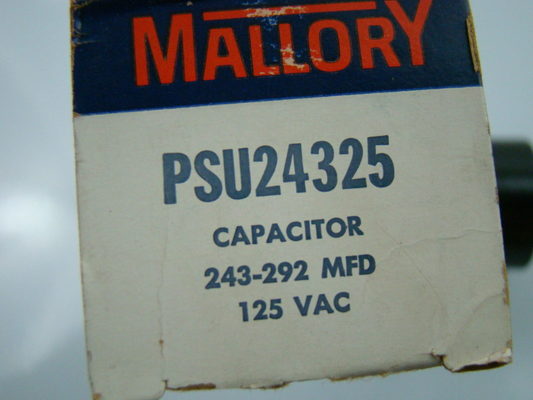 MALLORY
PSU24325
CAPACITOR
243-292 MFD
125 VAC